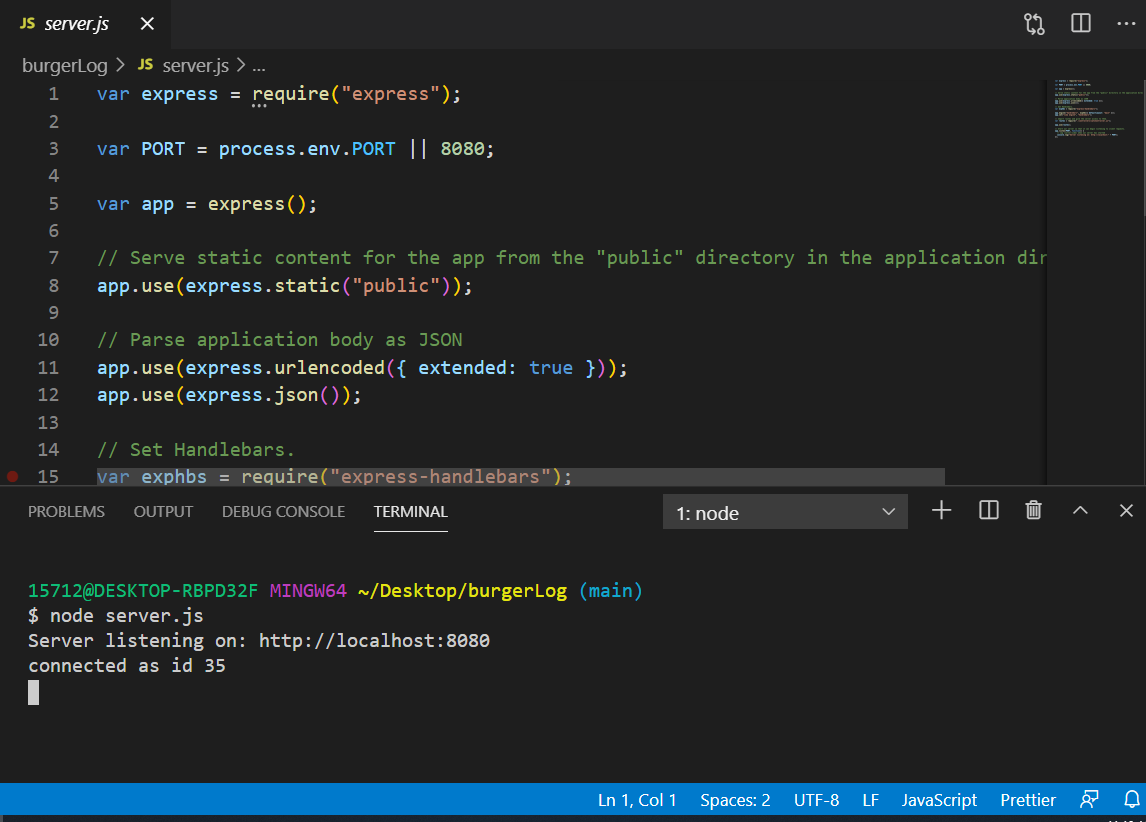 JS server.js
burgerLog > JS server.js > ...
1 var express = require("express");
2
3 var PORT = process.env.PORT || 8080;
4
5 var app = express();
6
7 // Serve static content for the app from the "public" directory in the application dir
8 app.use(express.static("public"));
9
10 // Parse application body as JSON
11 app.use(express.urlencoded({ extended: true }));
12 app.use(express.json());
13
14 // Set Handlebars.
15 var exphbs = require("express-handlebars");
PROBLEMS OUTPUT DEBUG CONSOLE TERMINAL 1: node
15712@DESKTOP-RBPD32F MINGW64 ~/Desktop/burgerLog (main)
$ node server.js
Server listening on: http://localhost:8080
connected as id 35
Ln 1, Col 1 Spaces: 2 UTF-8 LF JavaScript Prettier